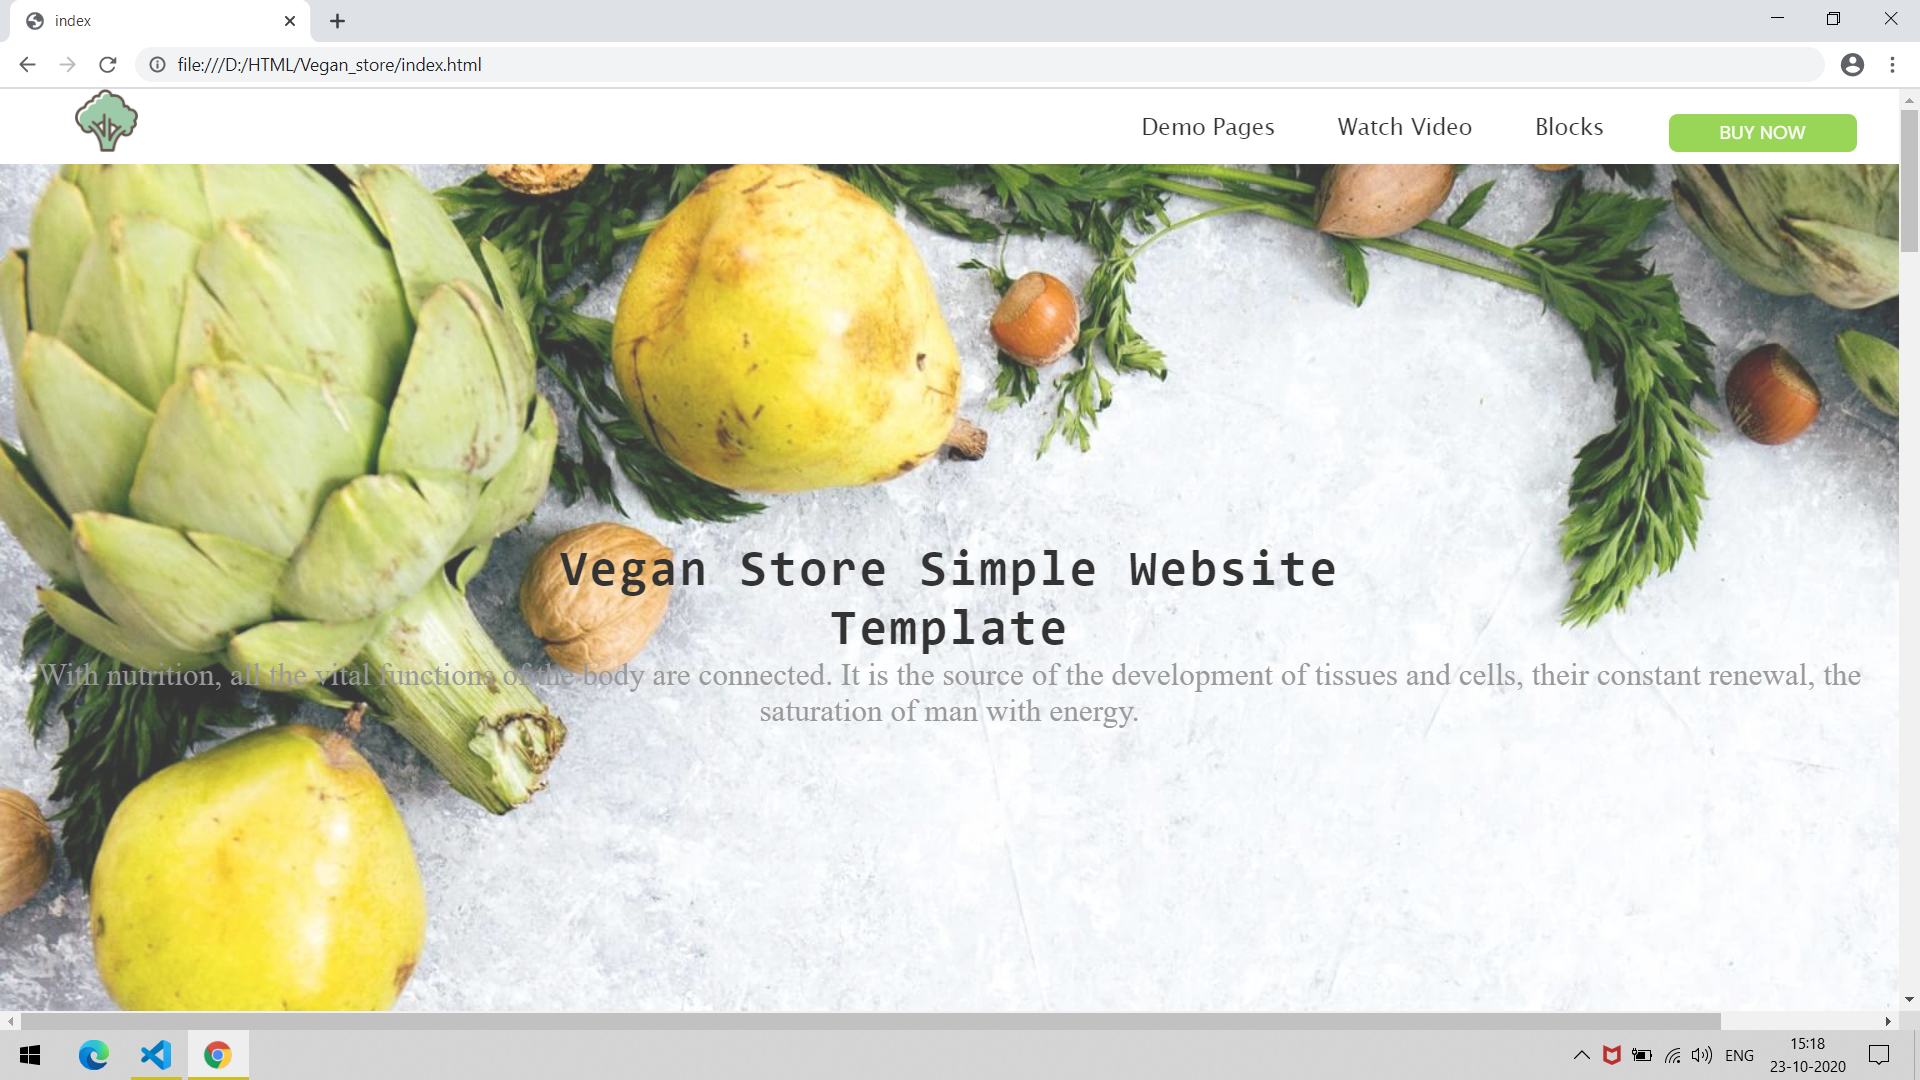 index
file:///D:/HTML/Vegan_store/index.html
Demo Pages
Watch Video
Blocks
BUY NOW
Vegan Store Simple Website
Template
With nutrition, all the vital functions of the body are connected. It is the source of the development of tissues and cells, their constant renewal, the
saturation of man with energy.
ENG
15:18
23-10-2020